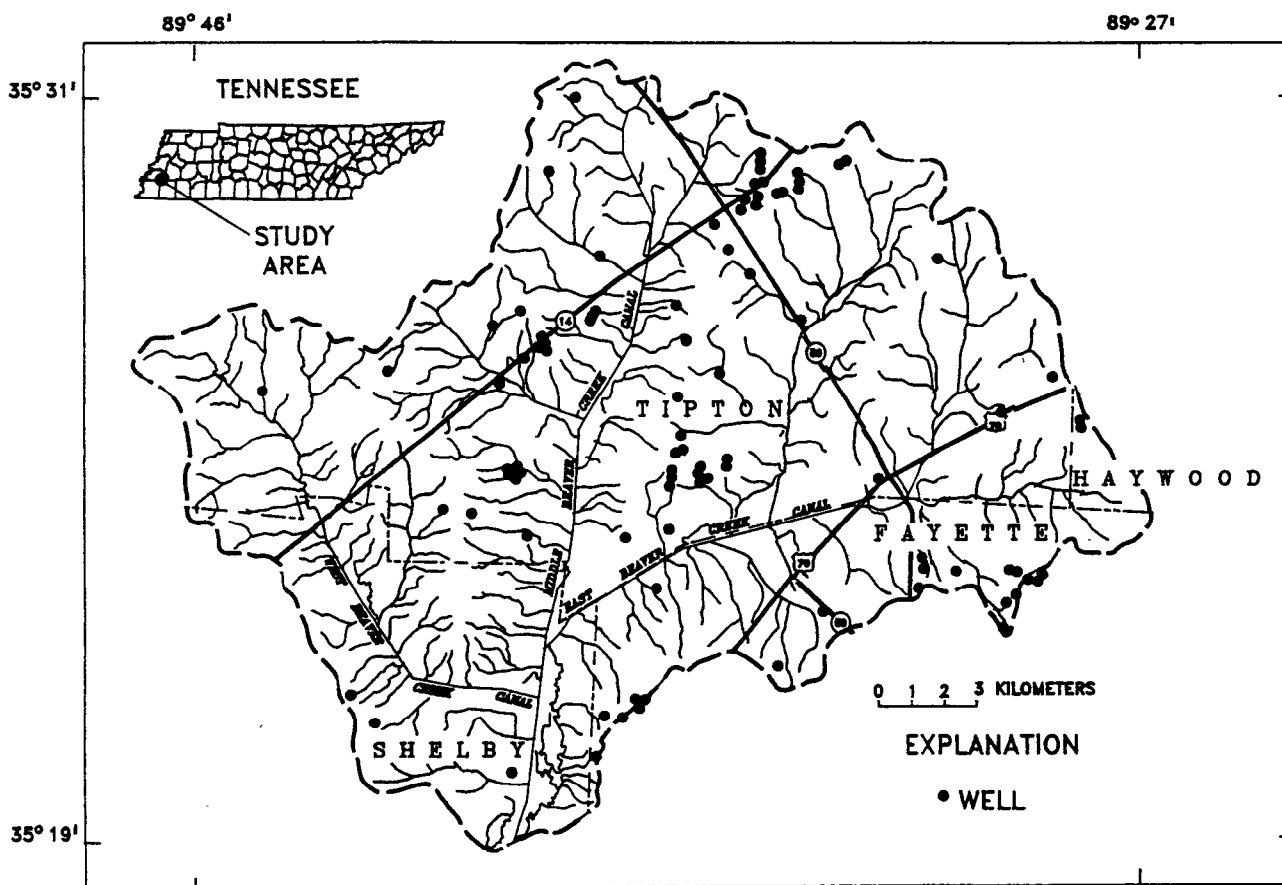 89° 46'
89° 27'
35° 31'
TENNESSEE
STUDY
AREA
14
CANAL
CREEK
TIPTON
79
HAYWOOD
BEAVER
CREEK
CANAL
FAYETTE
MIDDLE
EAST
BEAVER
79
WEST
BEAVER
CREEK
CANAL
0 1 2 3 KILOMETERS
EXPLANATION
SHELBY
WELL
35° 19'